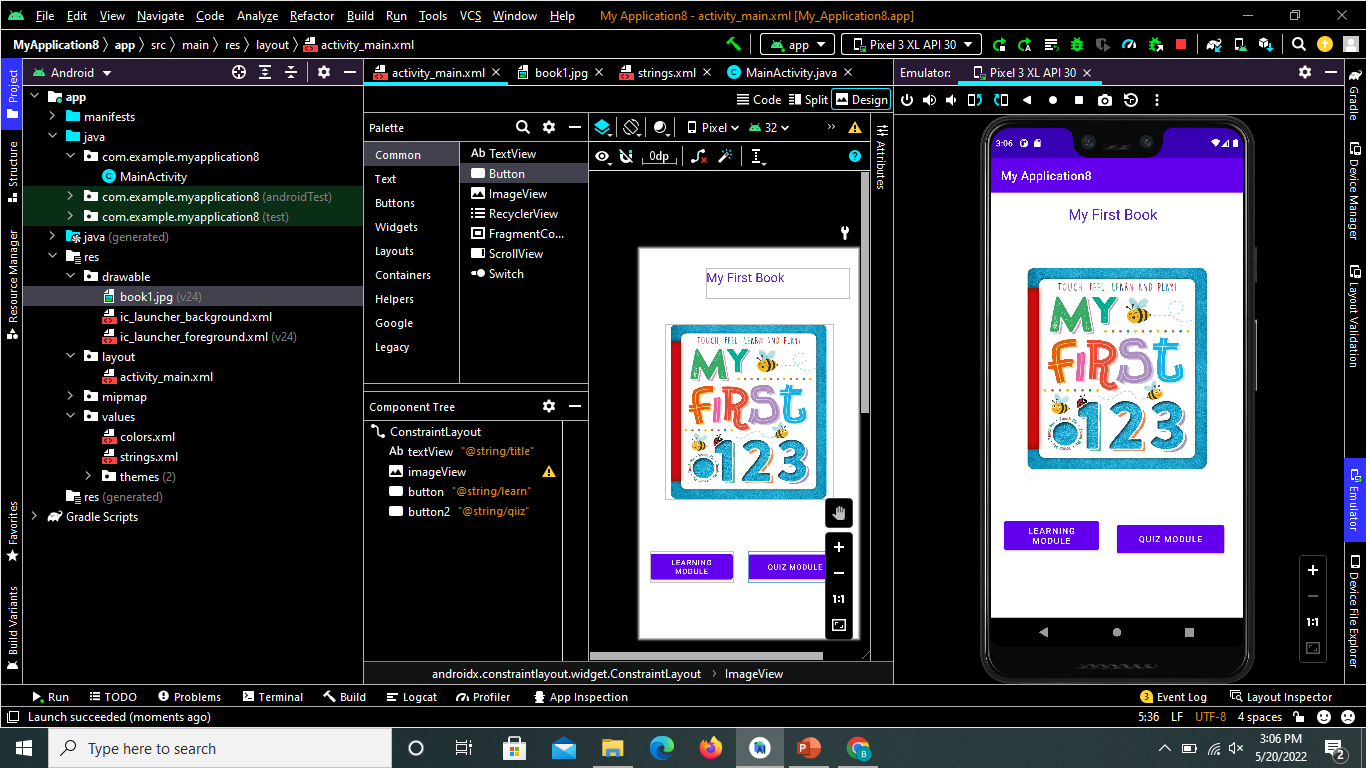 File Edit View Navigate Code Analyze Refactor Build Run Tools VCS Window Help My Application8 - activity_main.xml [My_Application8.app]
MyApplication8 app src main res layout activity_main.xml app Pixel 3 XL API 30
Android
app
manifests
java
com.example.myapplication8
MainActivity
com.example.myapplication8 (androidTest)
com.example.myapplication8 (test)
java (generated)
res
drawable
book1.jpg (v24)
ic_launcher_background.xml
ic_launcher_foreground.xml (v24)
layout
activity_main.xml
mipmap
values
colors.xml
strings.xml
themes (2)
res (generated)
Gradle Scripts
Project
Structure
Resource Manager
Favorites
Build Variants
activity_main.xml book1.jpg strings.xml MainActivity.java
Code Split Design
Palette
Common
Text
Buttons
Widgets
Layouts
Containers
Helpers
Google
Legacy
Ab TextView
Button
ImageView
RecyclerView
FragmentCo...
ScrollView
Switch
Component Tree
ConstraintLayout
Ab textView "@string/title"
imageView
button "@string/learn"
button2 "@string/qiiz"
Pixel 32 »
0dp
Attributes
My First Book
TOUCH, FEEL, LEARN AND PLAY!
MY
FIRST
123
LEARNING
MODULE
QUIZ MODULE
1:1
androidx.constraintlayout.widget.ConstraintLayout ImageView
Emulator: Pixel 3 XL API 30
3:06
My Application8
My First Book
TOUCH, FEEL, LEARN AND PLAY!
MY
FIRST
123
LEARNING
MODULE
QUIZ MODULE
1:1
Gradle
Device Manager
Layout Validation
Emulator
Device File Explorer
Run TODO Problems Terminal Build Logcat Profiler App Inspection 3 Event Log Layout Inspector
Launch succeeded (moments ago) 5:36 LF UTF-8 4 spaces
Type here to search
3:06 PM
5/20/2022
2